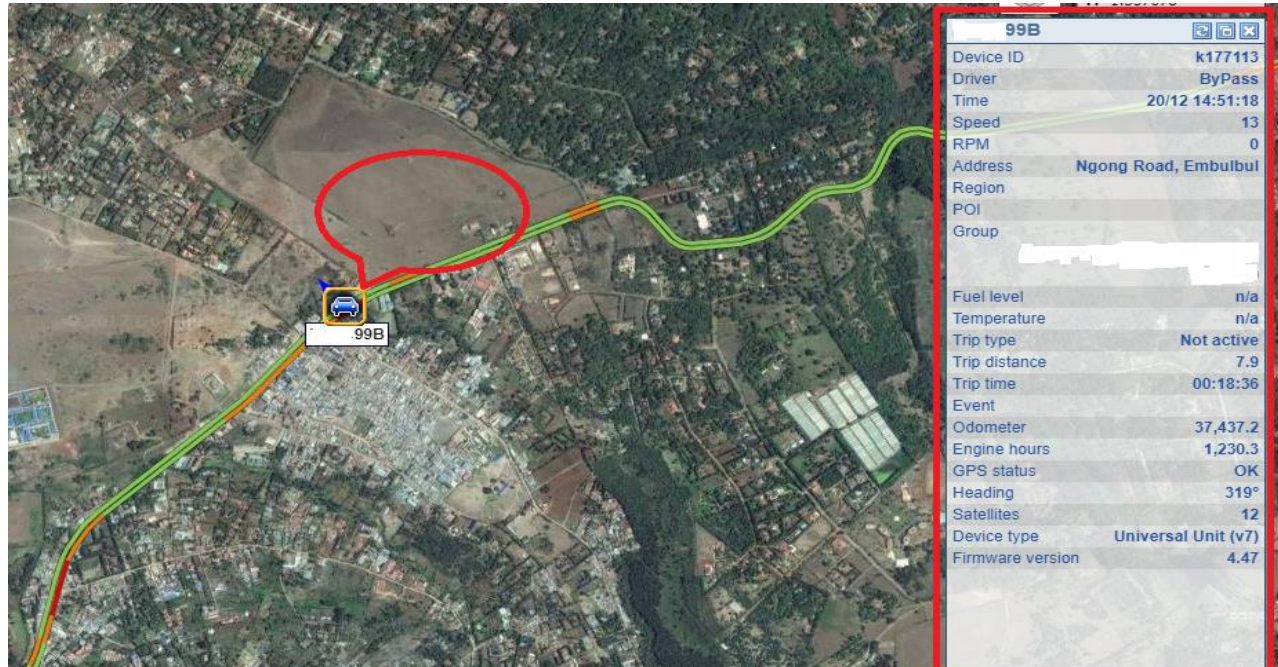 99B
Device ID k177113
Driver ByPass
Time 20/12 14:51:18
Speed 13
RPM 0
Address Ngong Road, Embulbul
Region
POI
Group
Fuel level n/a
Temperature n/a
Trip type Not active
Trip distance 7.9
Trip time 00:18:36
Event
Odometer 37,437.2
Engine hours 1,230.3
GPS status OK
Heading 319°
Satellites 12
Device type Universal Unit (v7)
Firmware version 4.47
99B